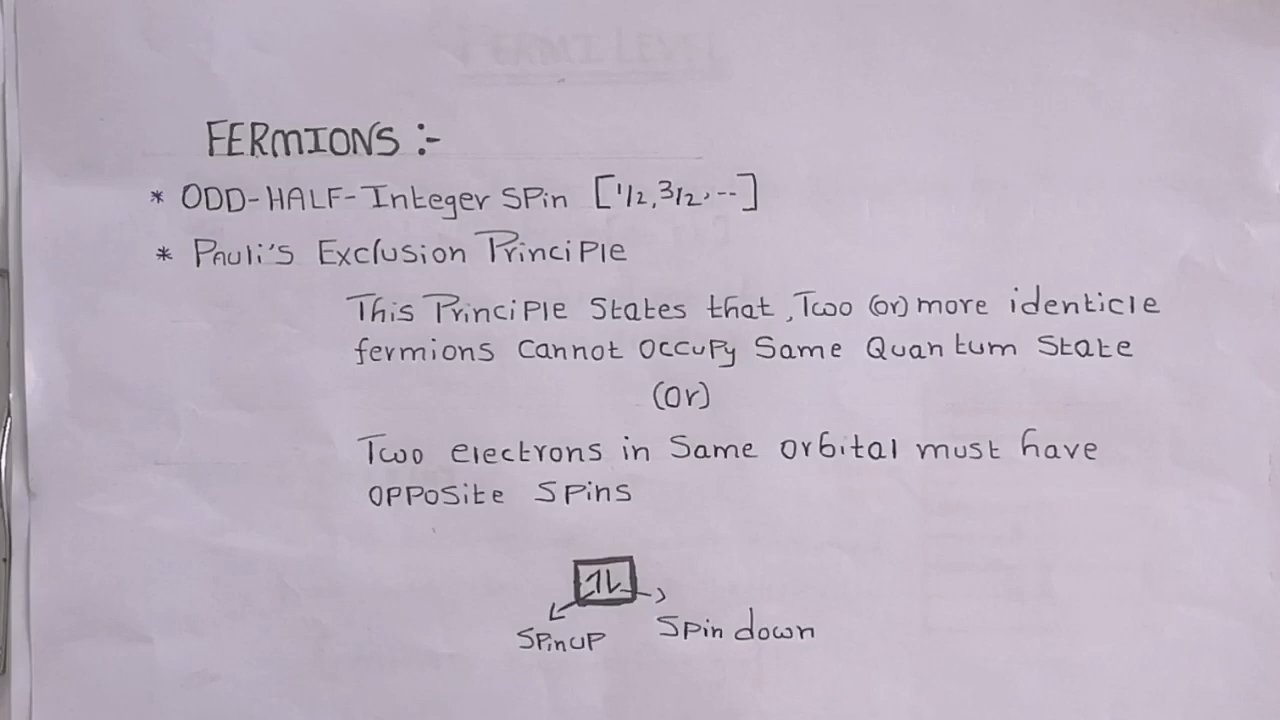 FERMIONS :-
* ODD-HALF-Integer Spin [1/2, 3/2, --]
* Pauli's Exclusion Principle
This Principle States that, Two (or) more identicle
fermions Cannot Occupy Same Quantum State
(Or)
Two electrons in Same orbital must have
opposite Spins
1L
Spin up
Spin down